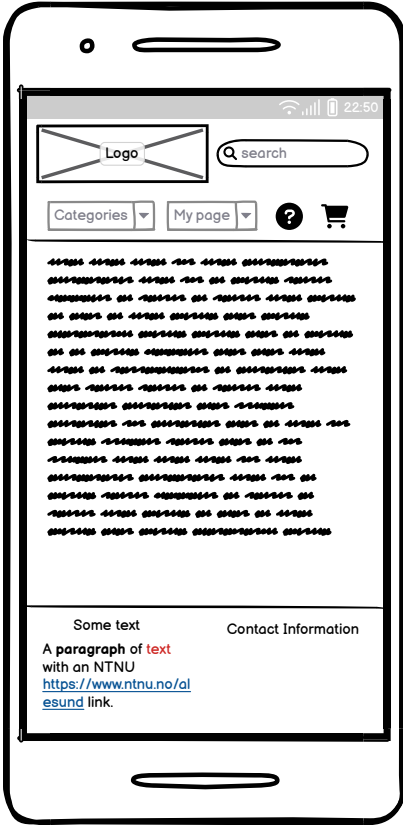 22:50
Logo
search
Categories
My page
?
Some text
Contact Information
A paragraph of text
with an NTNU
https://www.ntnu.no/al
esund link.